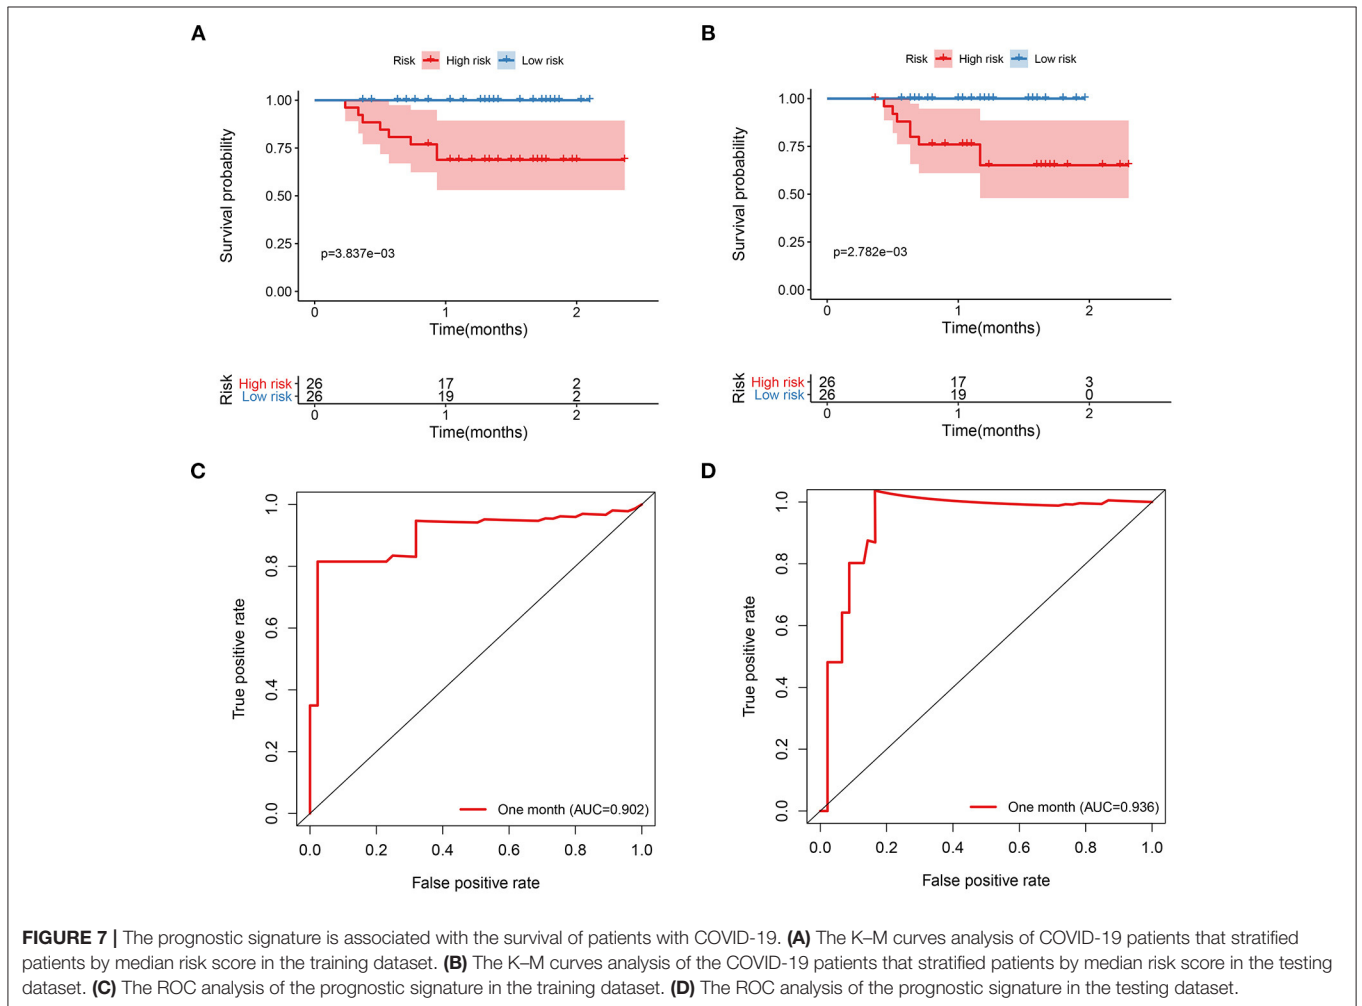 A
Risk High risk Low risk
1.00
0.75
0.50
0.25
0.00
Survival probability
p=3.837e−03
0 1 2
Time(months)
Risk
High risk 26 17 2
Low risk 26 19 2
0 1 2
Time(months)
B
Risk High risk Low risk
1.00
0.75
0.50
0.25
0.00
Survival probability
p=2.782e−03
0 1 2
Time(months)
Risk
High risk 26 17 3
Low risk 26 19 0
0 1 2
Time(months)
C
1.0
0.8
0.6
0.4
0.2
0.0
True positive rate
One month (AUC=0.902)
0.0 0.2 0.4 0.6 0.8 1.0
False positive rate
D
1.0
0.8
0.6
0.4
0.2
0.0
True positive rate
One month (AUC=0.936)
0.0 0.2 0.4 0.6 0.8 1.0
False positive rate
FIGURE 7 | The prognostic signature is associated with the survival of patients with COVID-19. (A) The K–M curves analysis of COVID-19 patients that stratified
patients by median risk score in the training dataset. (B) The K–M curves analysis of the COVID-19 patients that stratified patients by median risk score in the testing
dataset. (C) The ROC analysis of the prognostic signature in the training dataset. (D) The ROC analysis of the prognostic signature in the testing dataset.